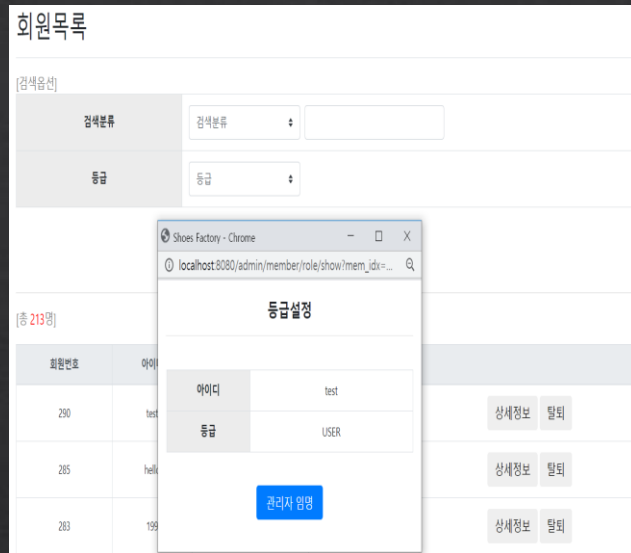 회원목록
[검색옵션]
검색분류 검색분류
등급 등급
Shoes Factory - Chrome
localhost:8080/admin/member/role/show?mem_idx=...
등급설정
아이디 test
등급 USER
관리자 임명
[총 213명]
회원번호
290 test 상세정보 탈퇴
285 hello 상세정보 탈퇴
283 199 상세정보 탈퇴